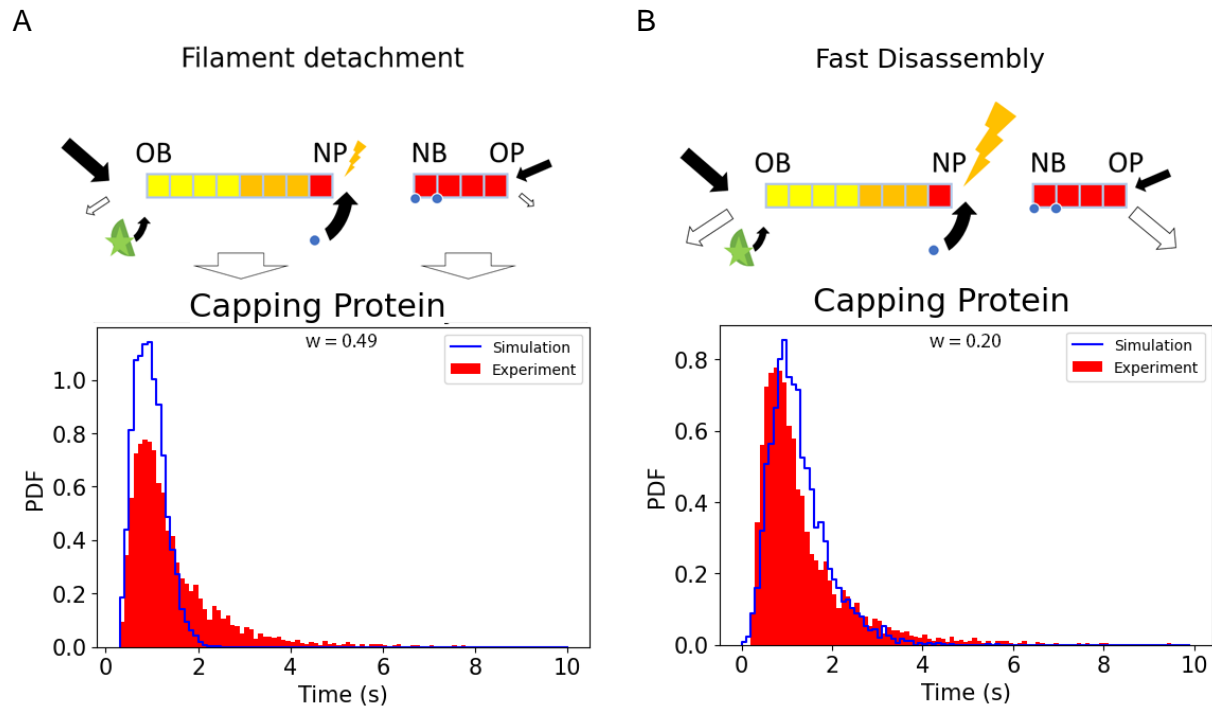 A
Filament detachment
OB
NP
NB
OP
Capping Protein
w = 0.49
Simulation
Experiment
PDF
1.0
0.8
0.6
0.4
0.2
0.0
0
2
4
6
8
10
Time (s)
B
Fast Disassembly
OB
NP
NB
OP
Capping Protein
w = 0.20
Simulation
Experiment
PDF
0.8
0.6
0.4
0.2
0.0
0
2
4
6
8
10
Time (s)